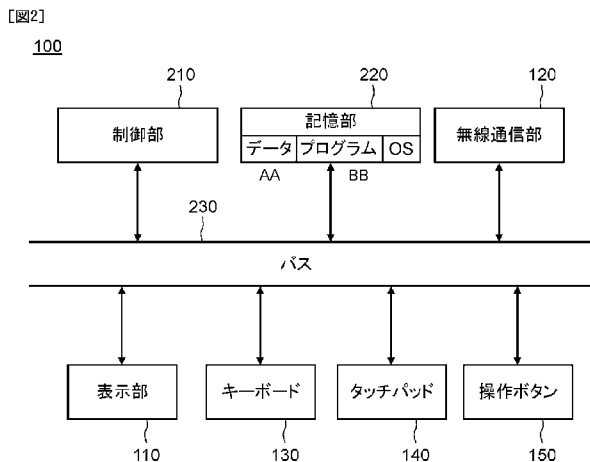 [図2]
100
210
220
120
制御部
記憶部
データ プログラム OS
無線通信部
AA
BB
230
バス
表示部
キーボード
タッチパッド
操作ボタン
110
130
140
150